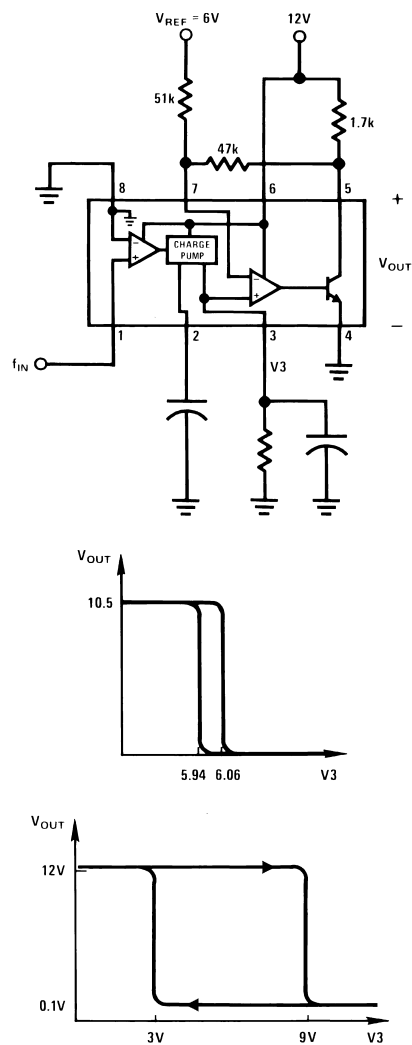 VREF = 6V
12V
51k
1.7k
47k
8
7
6
5
+
CHARGE
PUMP
VOUT
−
+
−
+
1
2
3
4
−
fIN
V3
VOUT
10.5
5.94
6.06
V3
VOUT
12V
0.1V
3V
9V
V3